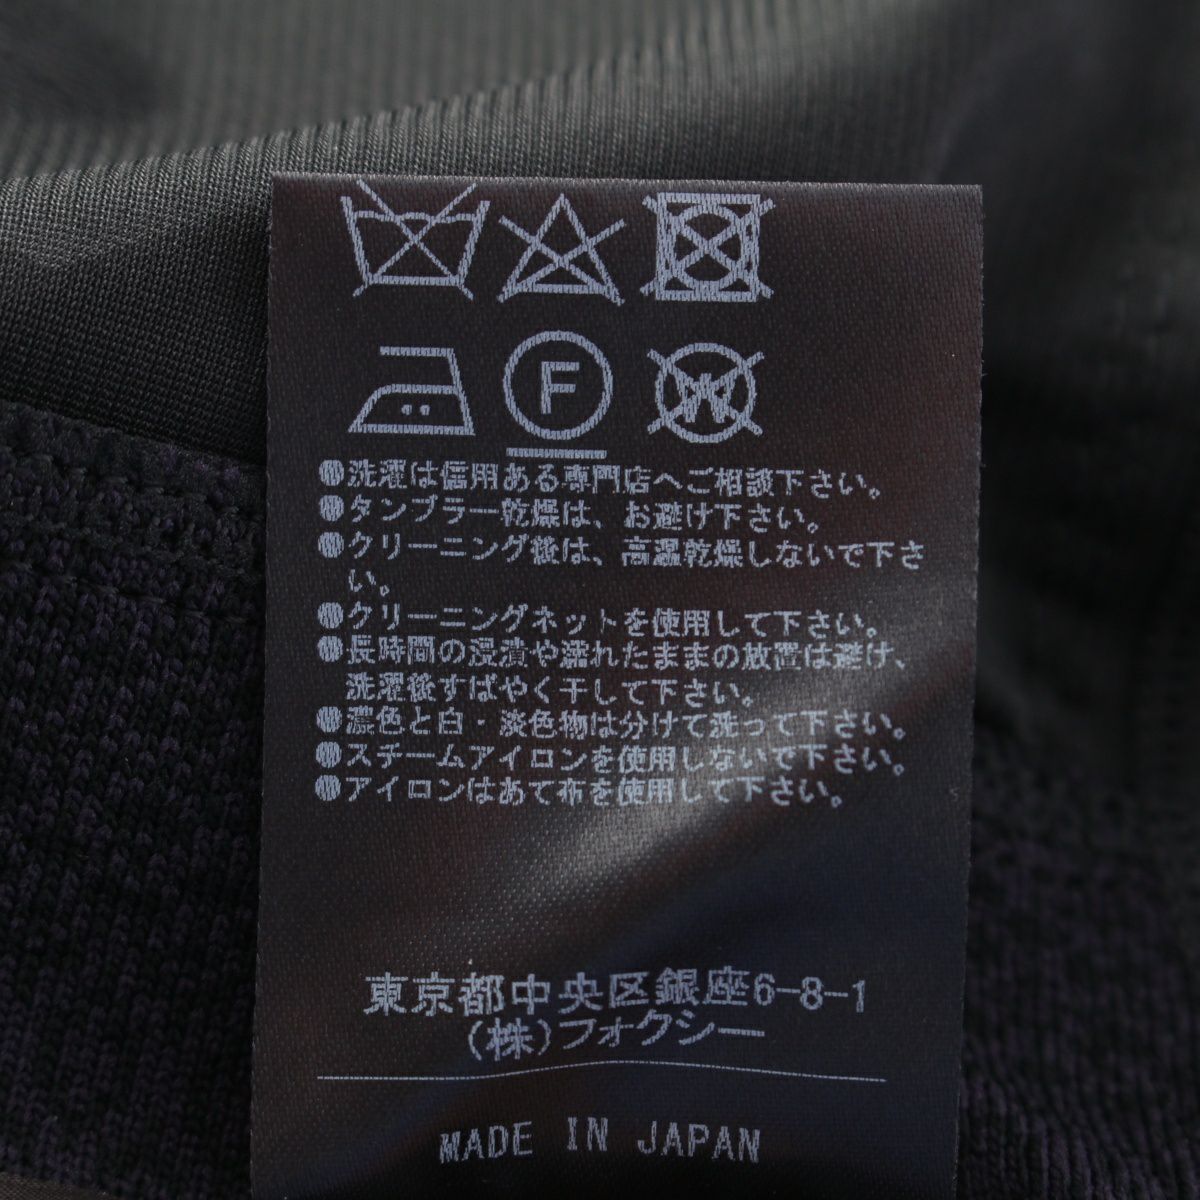 F
W
●洗濯は信用ある専門店へご相談下さい。
●タンブラー乾燥は、お避け下さい。
●クリーニング後は、高温乾燥しないで下さ
い。
●クリーニングネットを使用して下さい。
●長時間の浸漬や濡れたままの放置は避け、
洗濯後すばやく干して下さい。
●濃色と白・淡色物は分けて洗って下さい。
●スチームアイロンを使用しないで下さい。
●アイロンはあて布を使用して下さい。
東京都中央区銀座6-8-1
(株)フォクシー
MADE IN JAPAN